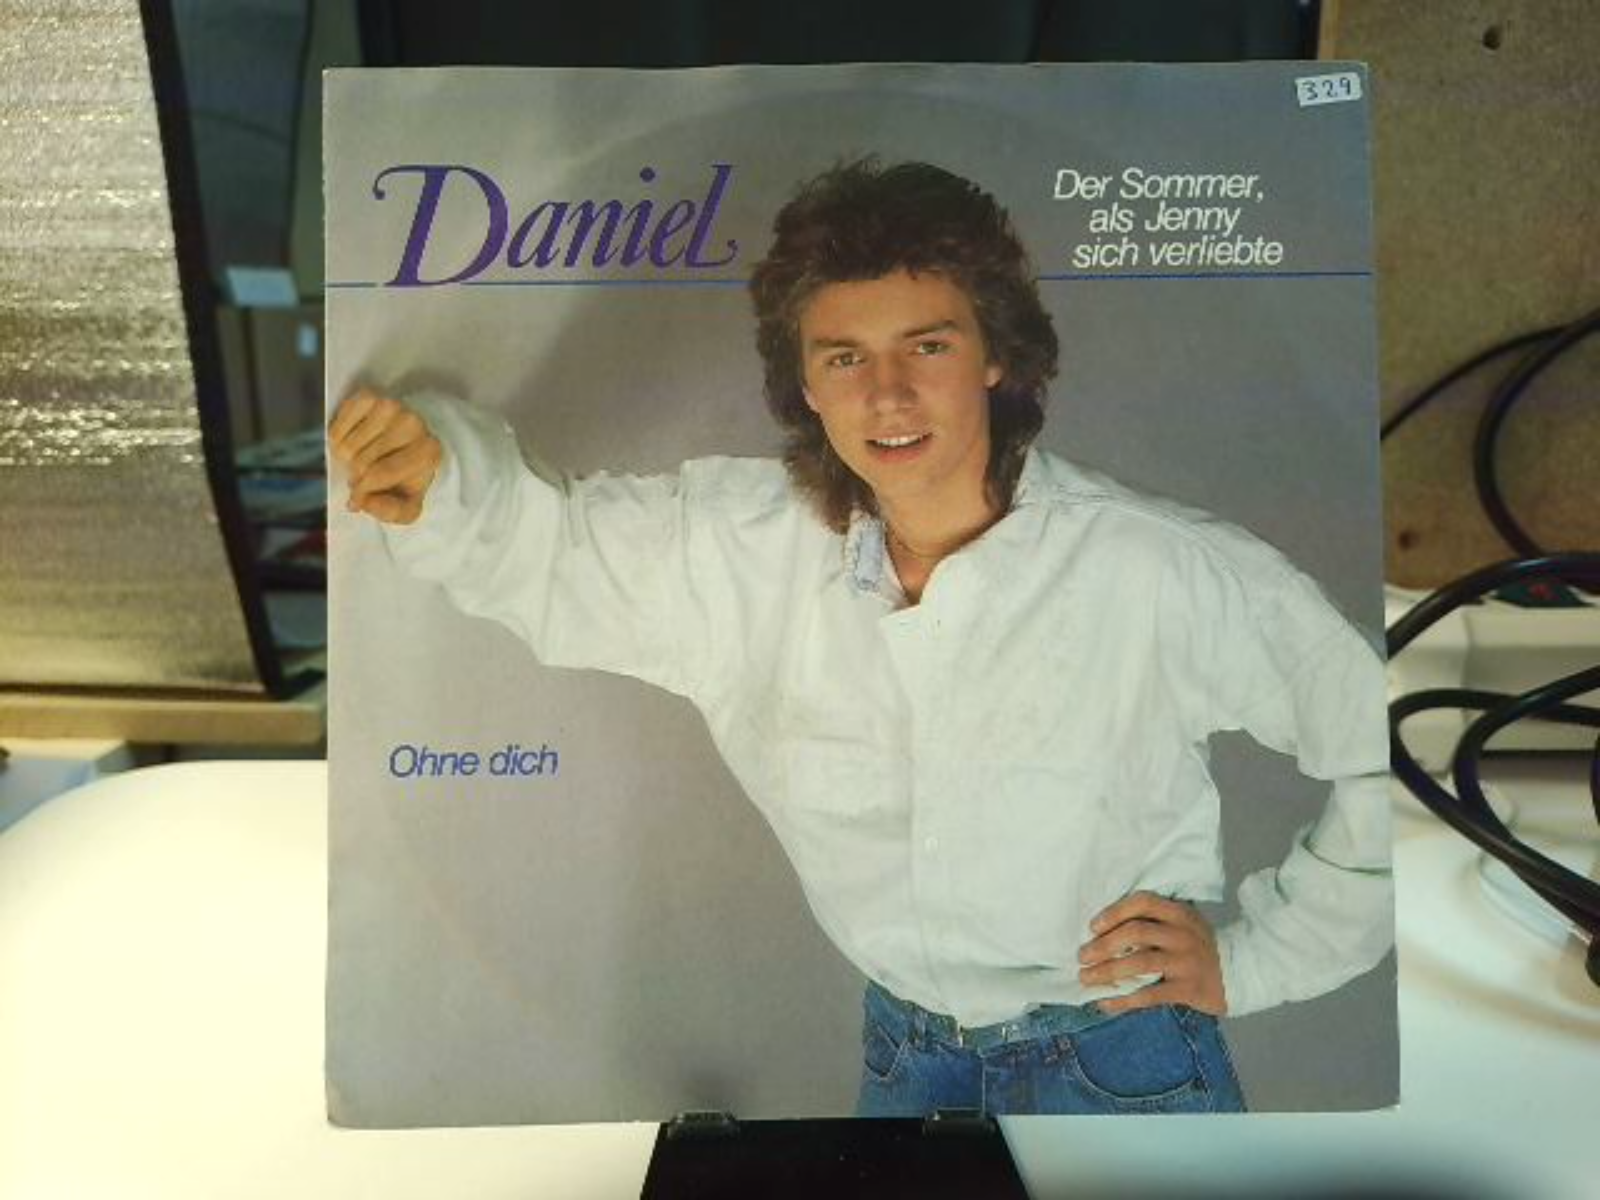 329
Daniel
Der Sommer,
als Jenny
sich verliebte
Ohne dich